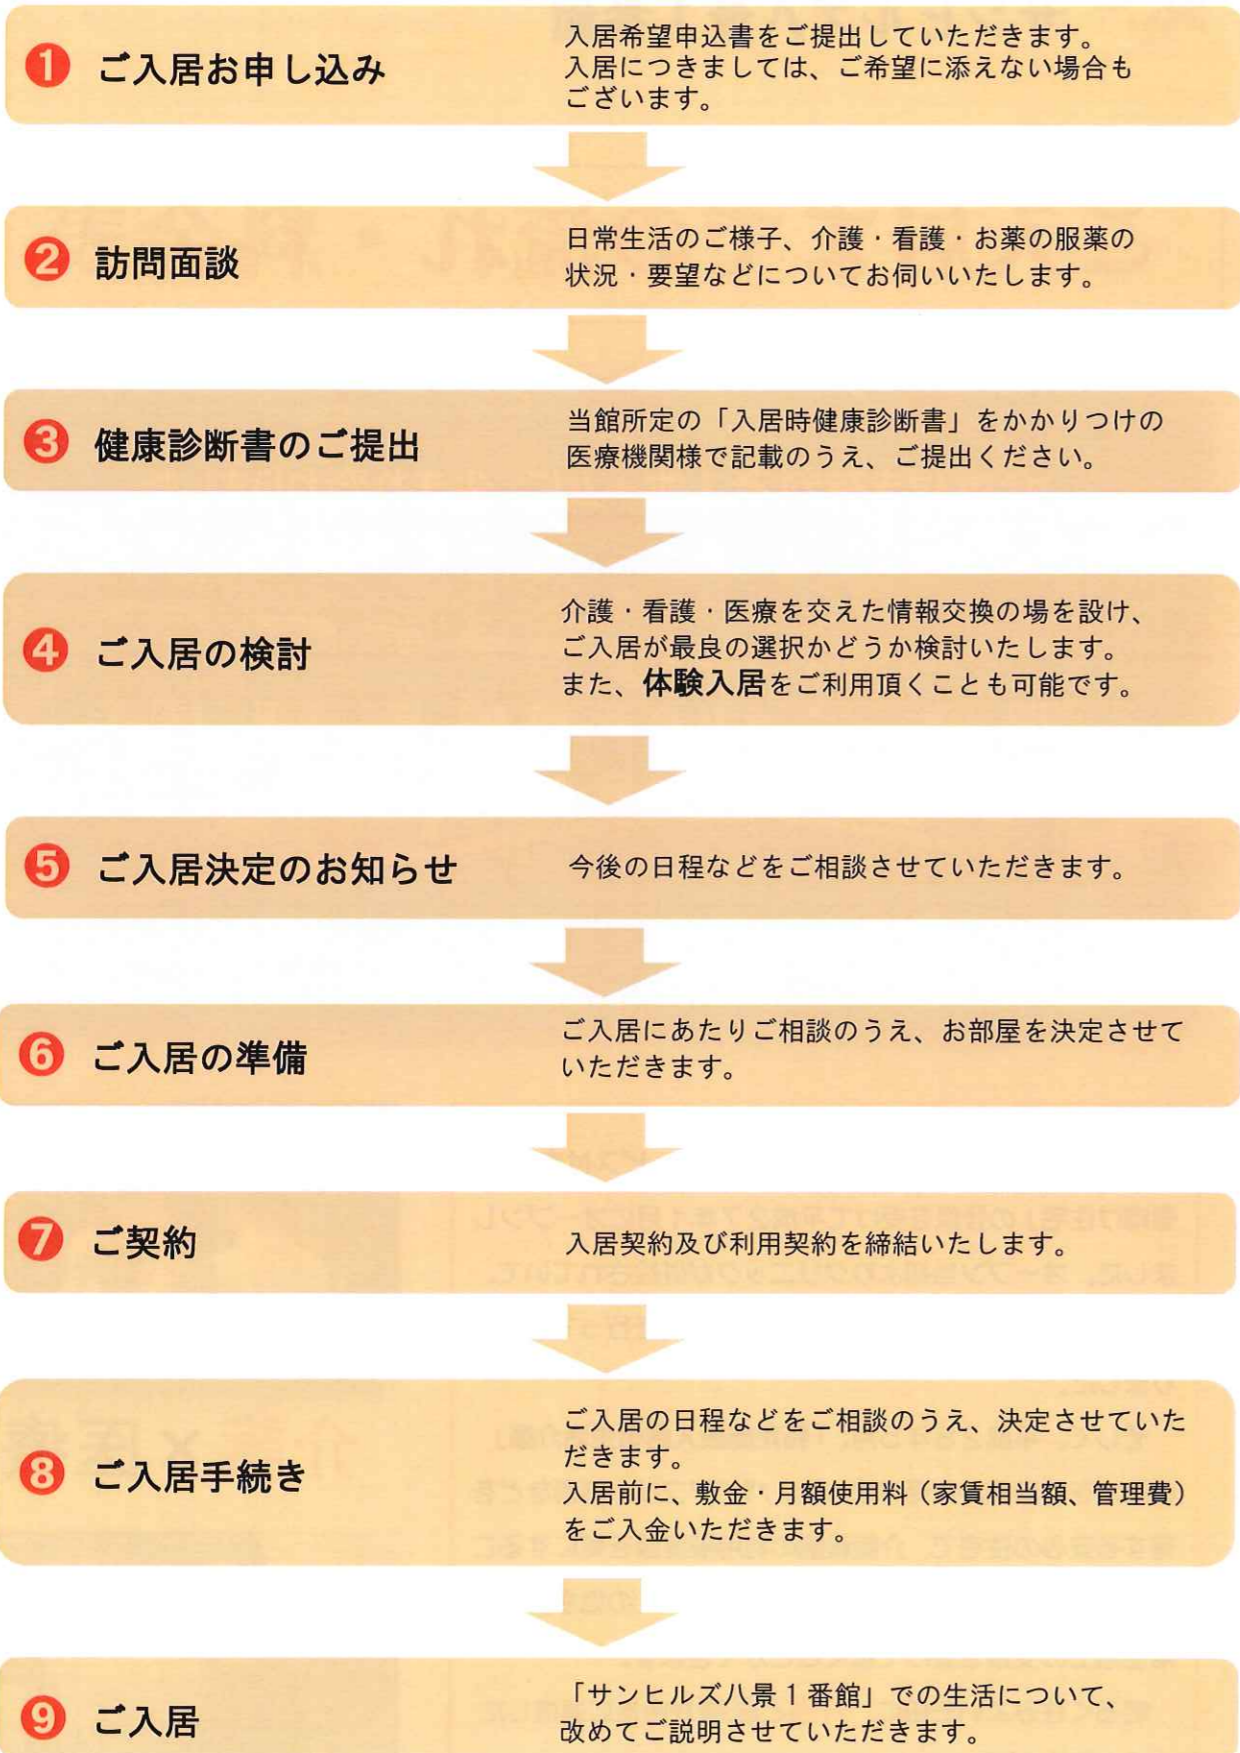 ❶ ご入居お申し込み
入居希望申込書をご提出していただきます。
入居につきましては、ご希望に添えない場合も
ございます。
❷ 訪問面談
日常生活のご様子、介護・看護・お薬の服薬の
状況・要望などについてお伺いいたします。
❸ 健康診断書のご提出
当館所定の「入居時健康診断書」をかかりつけの
医療機関様で記載のうえ、ご提出ください。
❹ ご入居の検討
介護・看護・医療を交えた情報交換の場を設け、
ご入居が最良の選択かどうか検討いたします。
また、体験入居をご利用頂くことも可能です。
❺ ご入居決定のお知らせ
今後の日程などをご相談させていただきます。
❻ ご入居の準備
ご入居にあたりご相談のうえ、お部屋を決定させて
いただきます。
❼ ご契約
入居契約及び利用契約を締結いたします。
❽ ご入居手続き
ご入居の日程などをご相談のうえ、決定させていた
だきます。
入居前に、敷金・月額使用料（家賃相当額、管理費）
をご入金いただきます。
❾ ご入居
「サンヒルズ八景１番館」での生活について、
改めてご説明させていただきます。